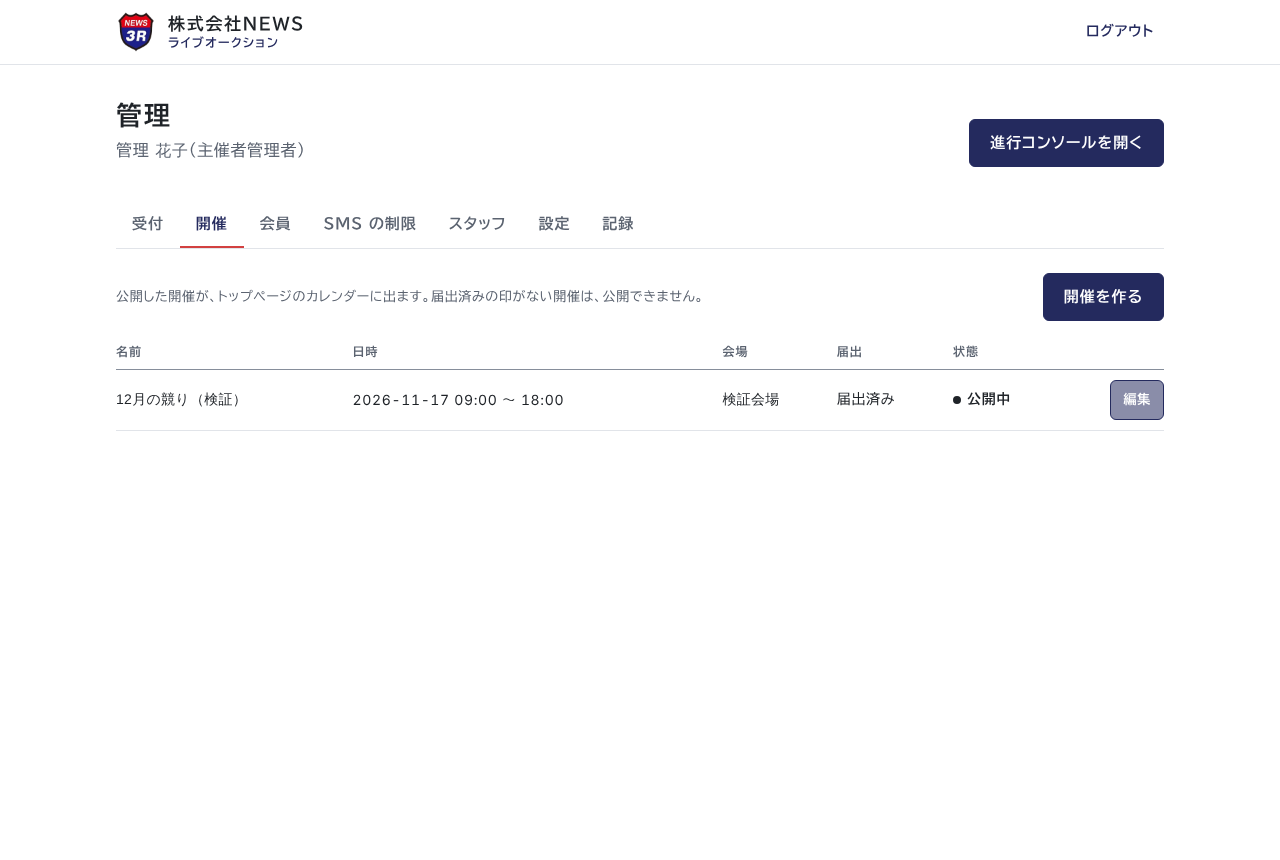 NEWS
3R
株式会社NEWS
ライブオークション
ログアウト
管理
管理 花子(主催者管理者)
進行コンソールを開く
受付 開催 会員 SMS の制限 スタッフ 設定 記録
公開した開催が、トップページのカレンダーに出ます。届出済みの印がない開催は、公開できません。
開催を作る
名前 日時 会場 届出 状態
12月の競り（検証） 2026-11-17 09:00 〜 18:00 検証会場 届出済み 公開中 編集